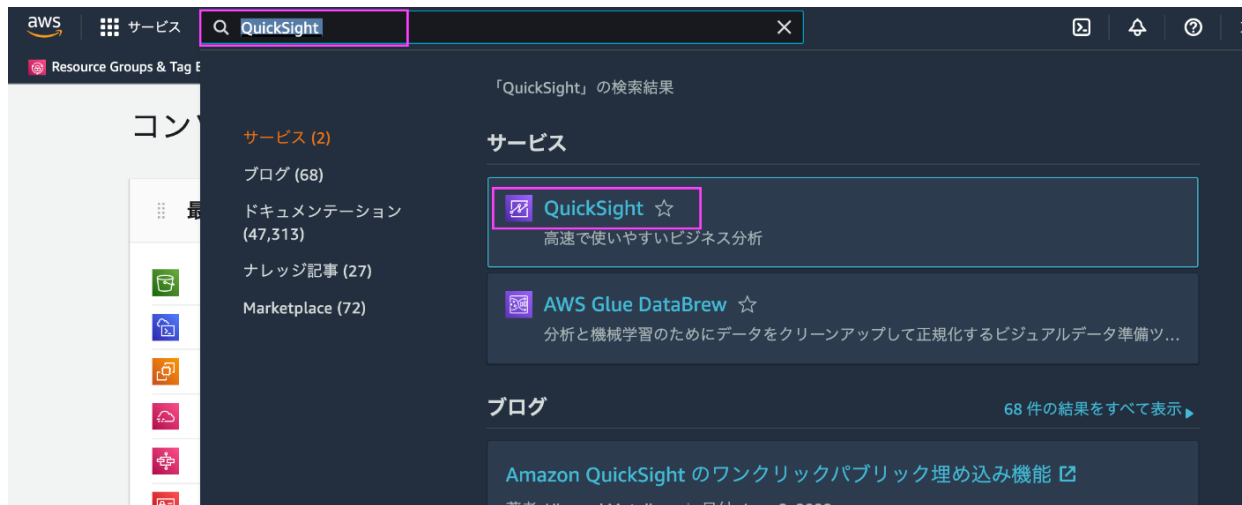 aws
サービス
QuickSight
Resource Groups & Tag E
「QuickSight」の検索結果
コン
サービス (2)
ブログ (68)
ドキュメンテーション
(47,313)
ナレッジ記事 (27)
Marketplace (72)
最
サービス
QuickSight
高速で使いやすいビジネス分析
AWS Glue DataBrew
分析と機械学習のためにデータをクリーンアップして正規化するビジュアルデータ準備ツ...
ブログ
68 件の結果をすべて表示
Amazon QuickSight のワンクリックパブリック埋め込み機能